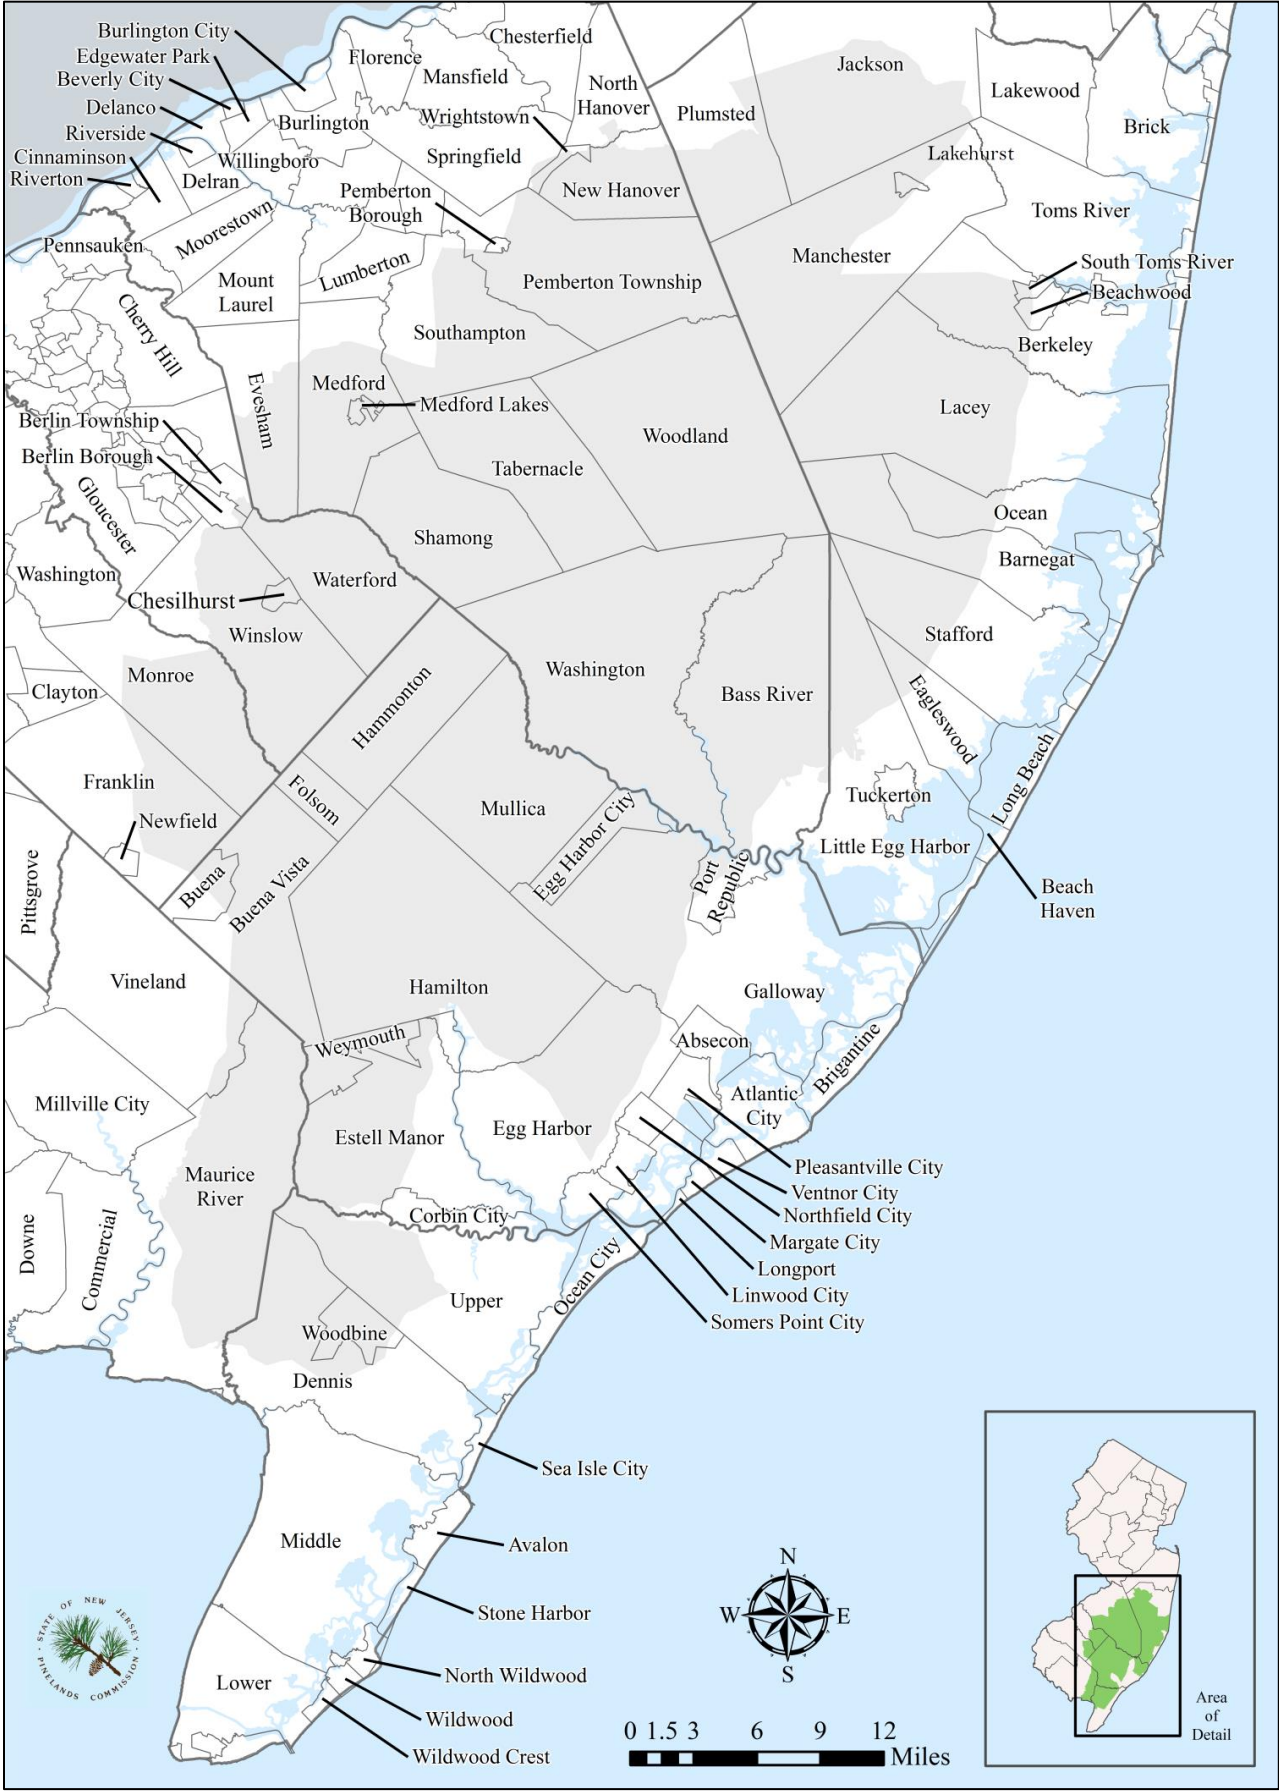 Burlington City
Edgewater Park
Beverly City
Delanco
Riverside
Cinnaminson
Riverton
Florence
Chesterfield
Mansfield
North
Hanover
Wrightstown
Burlington
Willingboro
Delran
Springfield
Pemberton
Borough
New Hanover
Plumsted
Jackson
Lakewood
Brick
Lakehurst
Toms River
Manchester
South Toms River
Beachwood
Berkeley
Pennsauken
Moorestown
Mount
Laurel
Lumberton
Pemberton Township
Cherry Hill
Southampton
Evesham
Medford
Medford Lakes
Woodland
Lacey
Berlin Township
Berlin Borough
Tabernacle
Gloucester
Shamong
Ocean
Barnegat
Washington
Chesilhurst
Waterford
Winslow
Stafford
Monroe
Clayton
Washington
Bass River
Eagleswood
Hammonton
Franklin
Folsom
Newfield
Mullica
Egg Harbor City
Tuckerton
Long Beach
Little Egg Harbor
Beach
Haven
Pittsgrove
Buena
Buena Vista
Port
Republic
Vineland
Hamilton
Galloway
Weymouth
Absecon
Brigantine
Millville City
Atlantic
City
Estell Manor
Egg Harbor
Maurice
River
Pleasantville City
Ventnor City
Northfield City
Margate City
Longport
Linwood City
Somers Point City
Downe
Commercial
Corbin City
Ocean City
Upper
Woodbine
Dennis
Sea Isle City
Middle
Avalon
Stone Harbor
North Wildwood
Lower
Wildwood
Wildwood Crest
STATE OF NEW JERSEY
PINELANDS COMMISSION
N
W E
S
0 1.5 3 6 9 12
Miles
Area
of
Detail